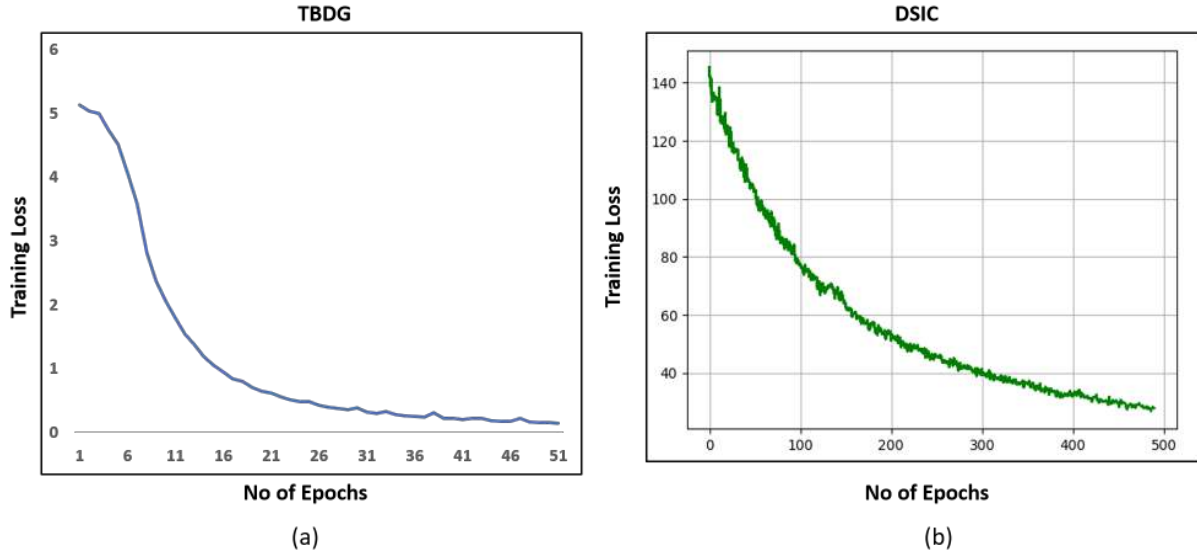 TBDG
6
5
4
3
2
1
0
1 6 11 16 21 26 31 36 41 46 51
Training Loss
No of Epochs
(a)
DSIC
140
120
100
80
60
40
0 100 200 300 400 500
Training Loss
No of Epochs
(b)